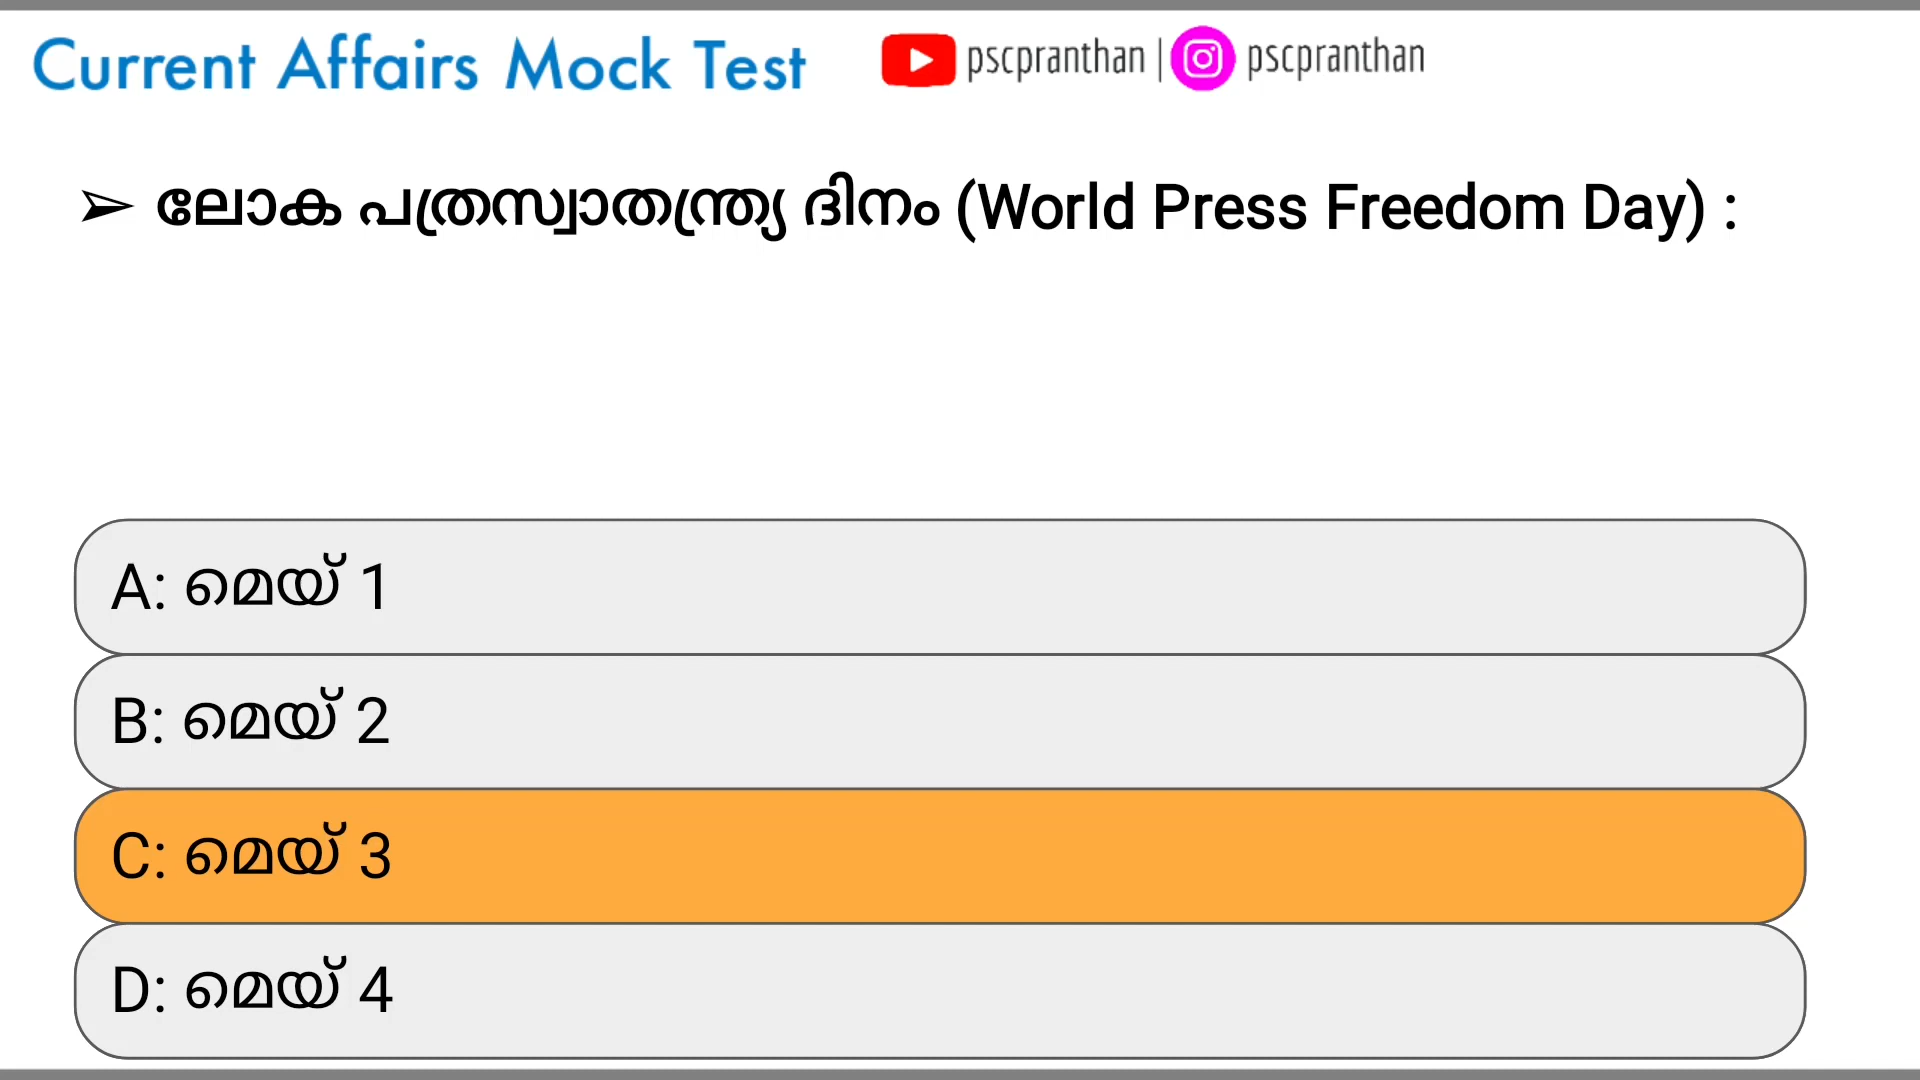 Current Affairs Mock Test pscpranthan | pscpranthan
➢ ലോക പത്രസ്വാതന്ത്ര്യ ദിനം (World Press Freedom Day) :
A: മെയ് 1
B: മെയ് 2
C: മെയ് 3
D: മെയ് 4